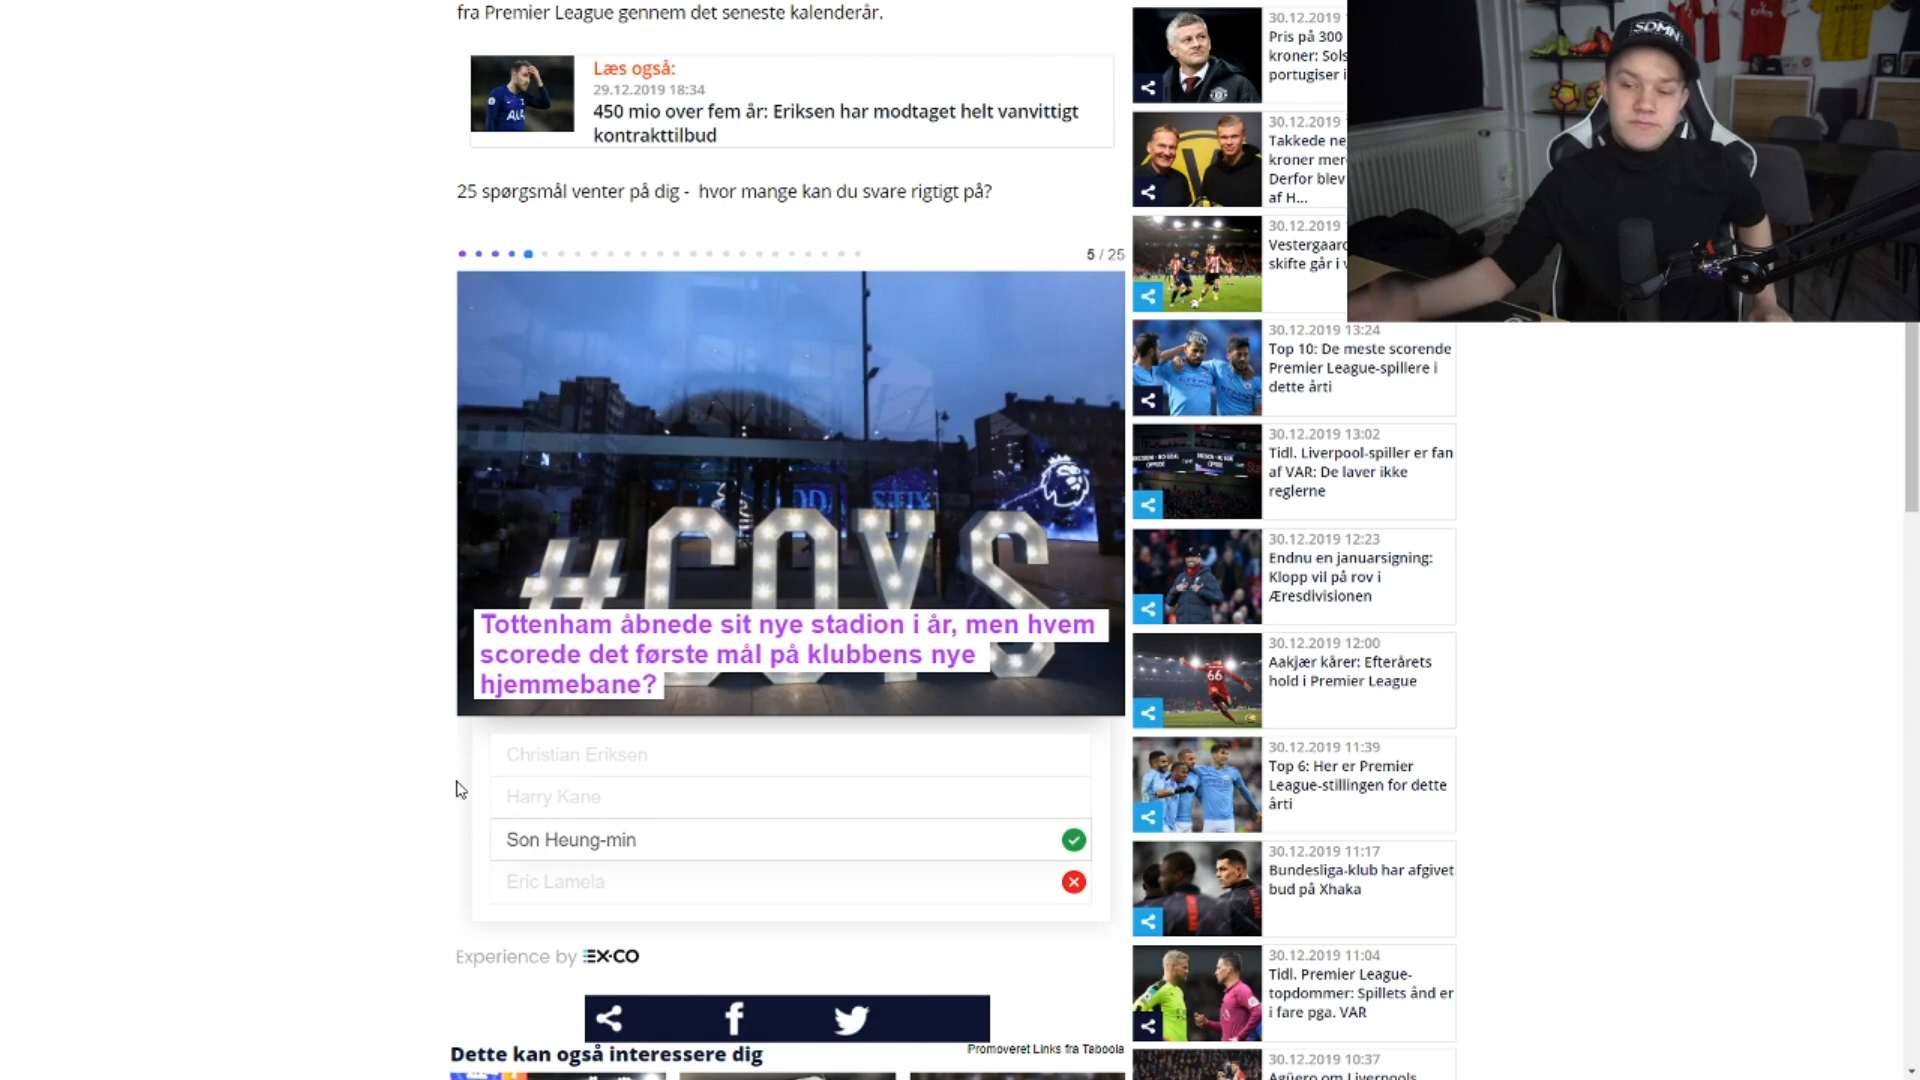 fra Premier League gennem det seneste kalenderår.
Læs også:
29.12.2019 18:34
450 mio over fem år: Eriksen har modtaget helt vanvittigt
kontrakttilbud
25 spørgsmål venter på dig - hvor mange kan du svare rigtigt på?
5 / 25
#COYS
Tottenham åbnede sit nye stadion i år, men hvem
scorede det første mål på klubbens nye
hjemmebane?
Christian Eriksen
Harry Kane
Son Heung-min
Eric Lamela
Experience by EX·CO
Dette kan også interessere dig
Promoveret Links fra Taboola
30.12.2019
Pris på 300
kroner: Sols
portugiser i
30.12.2019
Takkede ne
kroner mer
Derfor blev
af H...
30.12.2019
Vestergaard
skifte går i v
30.12.2019 13:24
Top 10: De meste scorende
Premier League-spillere i
dette årti
30.12.2019 13:02
Tidl. Liverpool-spiller er fan
af VAR: De laver ikke
reglerne
30.12.2019 12:23
Endnu en januarsigning:
Klopp vil på rov i
Æresdivisionen
30.12.2019 12:00
Aakjær kårer: Efterårets
hold i Premier League
66
30.12.2019 11:39
Top 6: Her er Premier
League-stillingen for dette
årti
30.12.2019 11:17
Bundesliga-klub har afgivet
bud på Xhaka
30.12.2019 11:04
Tidl. Premier League-
topdommer: Spillets ånd er
i fare pga. VAR
30.12.2019 10:37
Agüero om Liverpools
SDMN